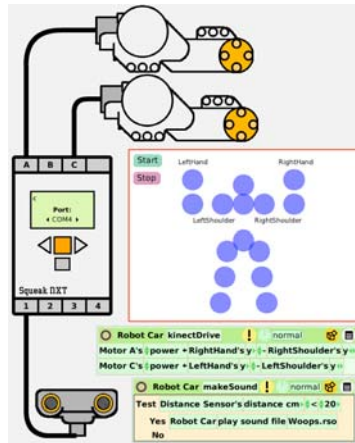 A B C
Port:
COM4
Squeak NXT
1 2 3 4
Start
Stop
LeftHand RightHand
LeftShoulder RightShoulder
Robot Car kinectDrive ! normal
Motor A's power ← RightHand's y - RightShoulder's y
Motor C's power ← LeftHand's y - LeftShoulder's y
Robot Car makeSound ! normal
Test Distance Sensor's distance cm < 20
Yes Robot Car play sound file Woops.rso
No